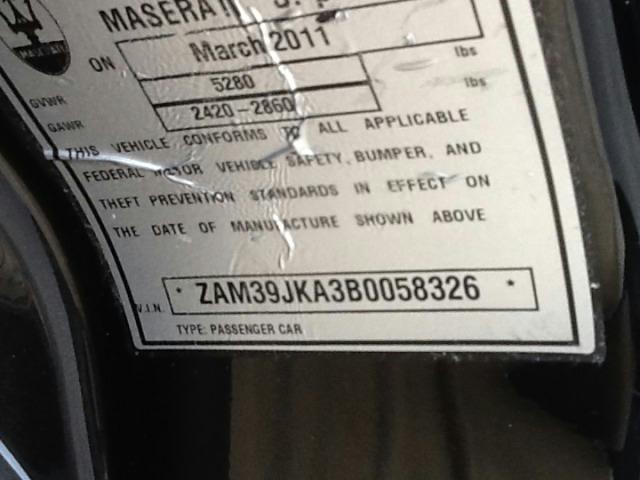 MASERATI S. p
ON March 2011
GVWR 5280 lbs
GAWR 2420-2860 lbs
THIS VEHICLE CONFORMS TO ALL APPLICABLE
FEDERAL MOTOR VEHICLE SAFETY, BUMPER, AND
THEFT PREVENTION STANDARDS IN EFFECT ON
THE DATE OF MANUFACTURE SHOWN ABOVE
V.I.N. * ZAM39JKA3B0058326 *
TYPE: PASSENGER CAR